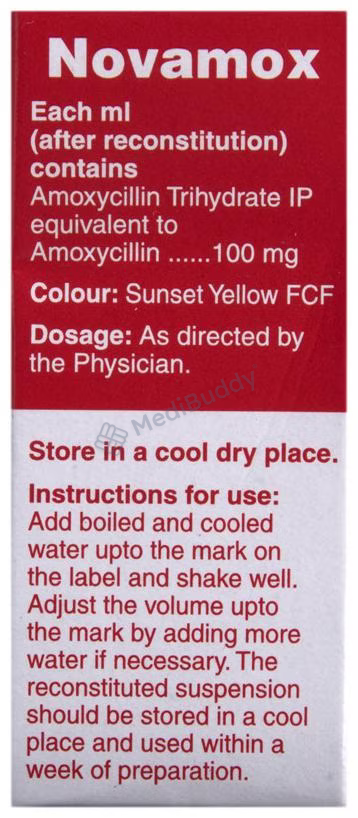 Novamox
Each ml
(after reconstitution)
contains
Amoxycillin Trihydrate IP
equivalent to
Amoxycillin ......100 mg
Colour: Sunset Yellow FCF
Dosage: As directed by
the Physician.
MediBuddy
Store in a cool dry place.
Instructions for use:
Add boiled and cooled
water upto the mark on
the label and shake well.
Adjust the volume upto
the mark by adding more
water if necessary. The
reconstituted suspension
should be stored in a cool
place and used within a
week of preparation.